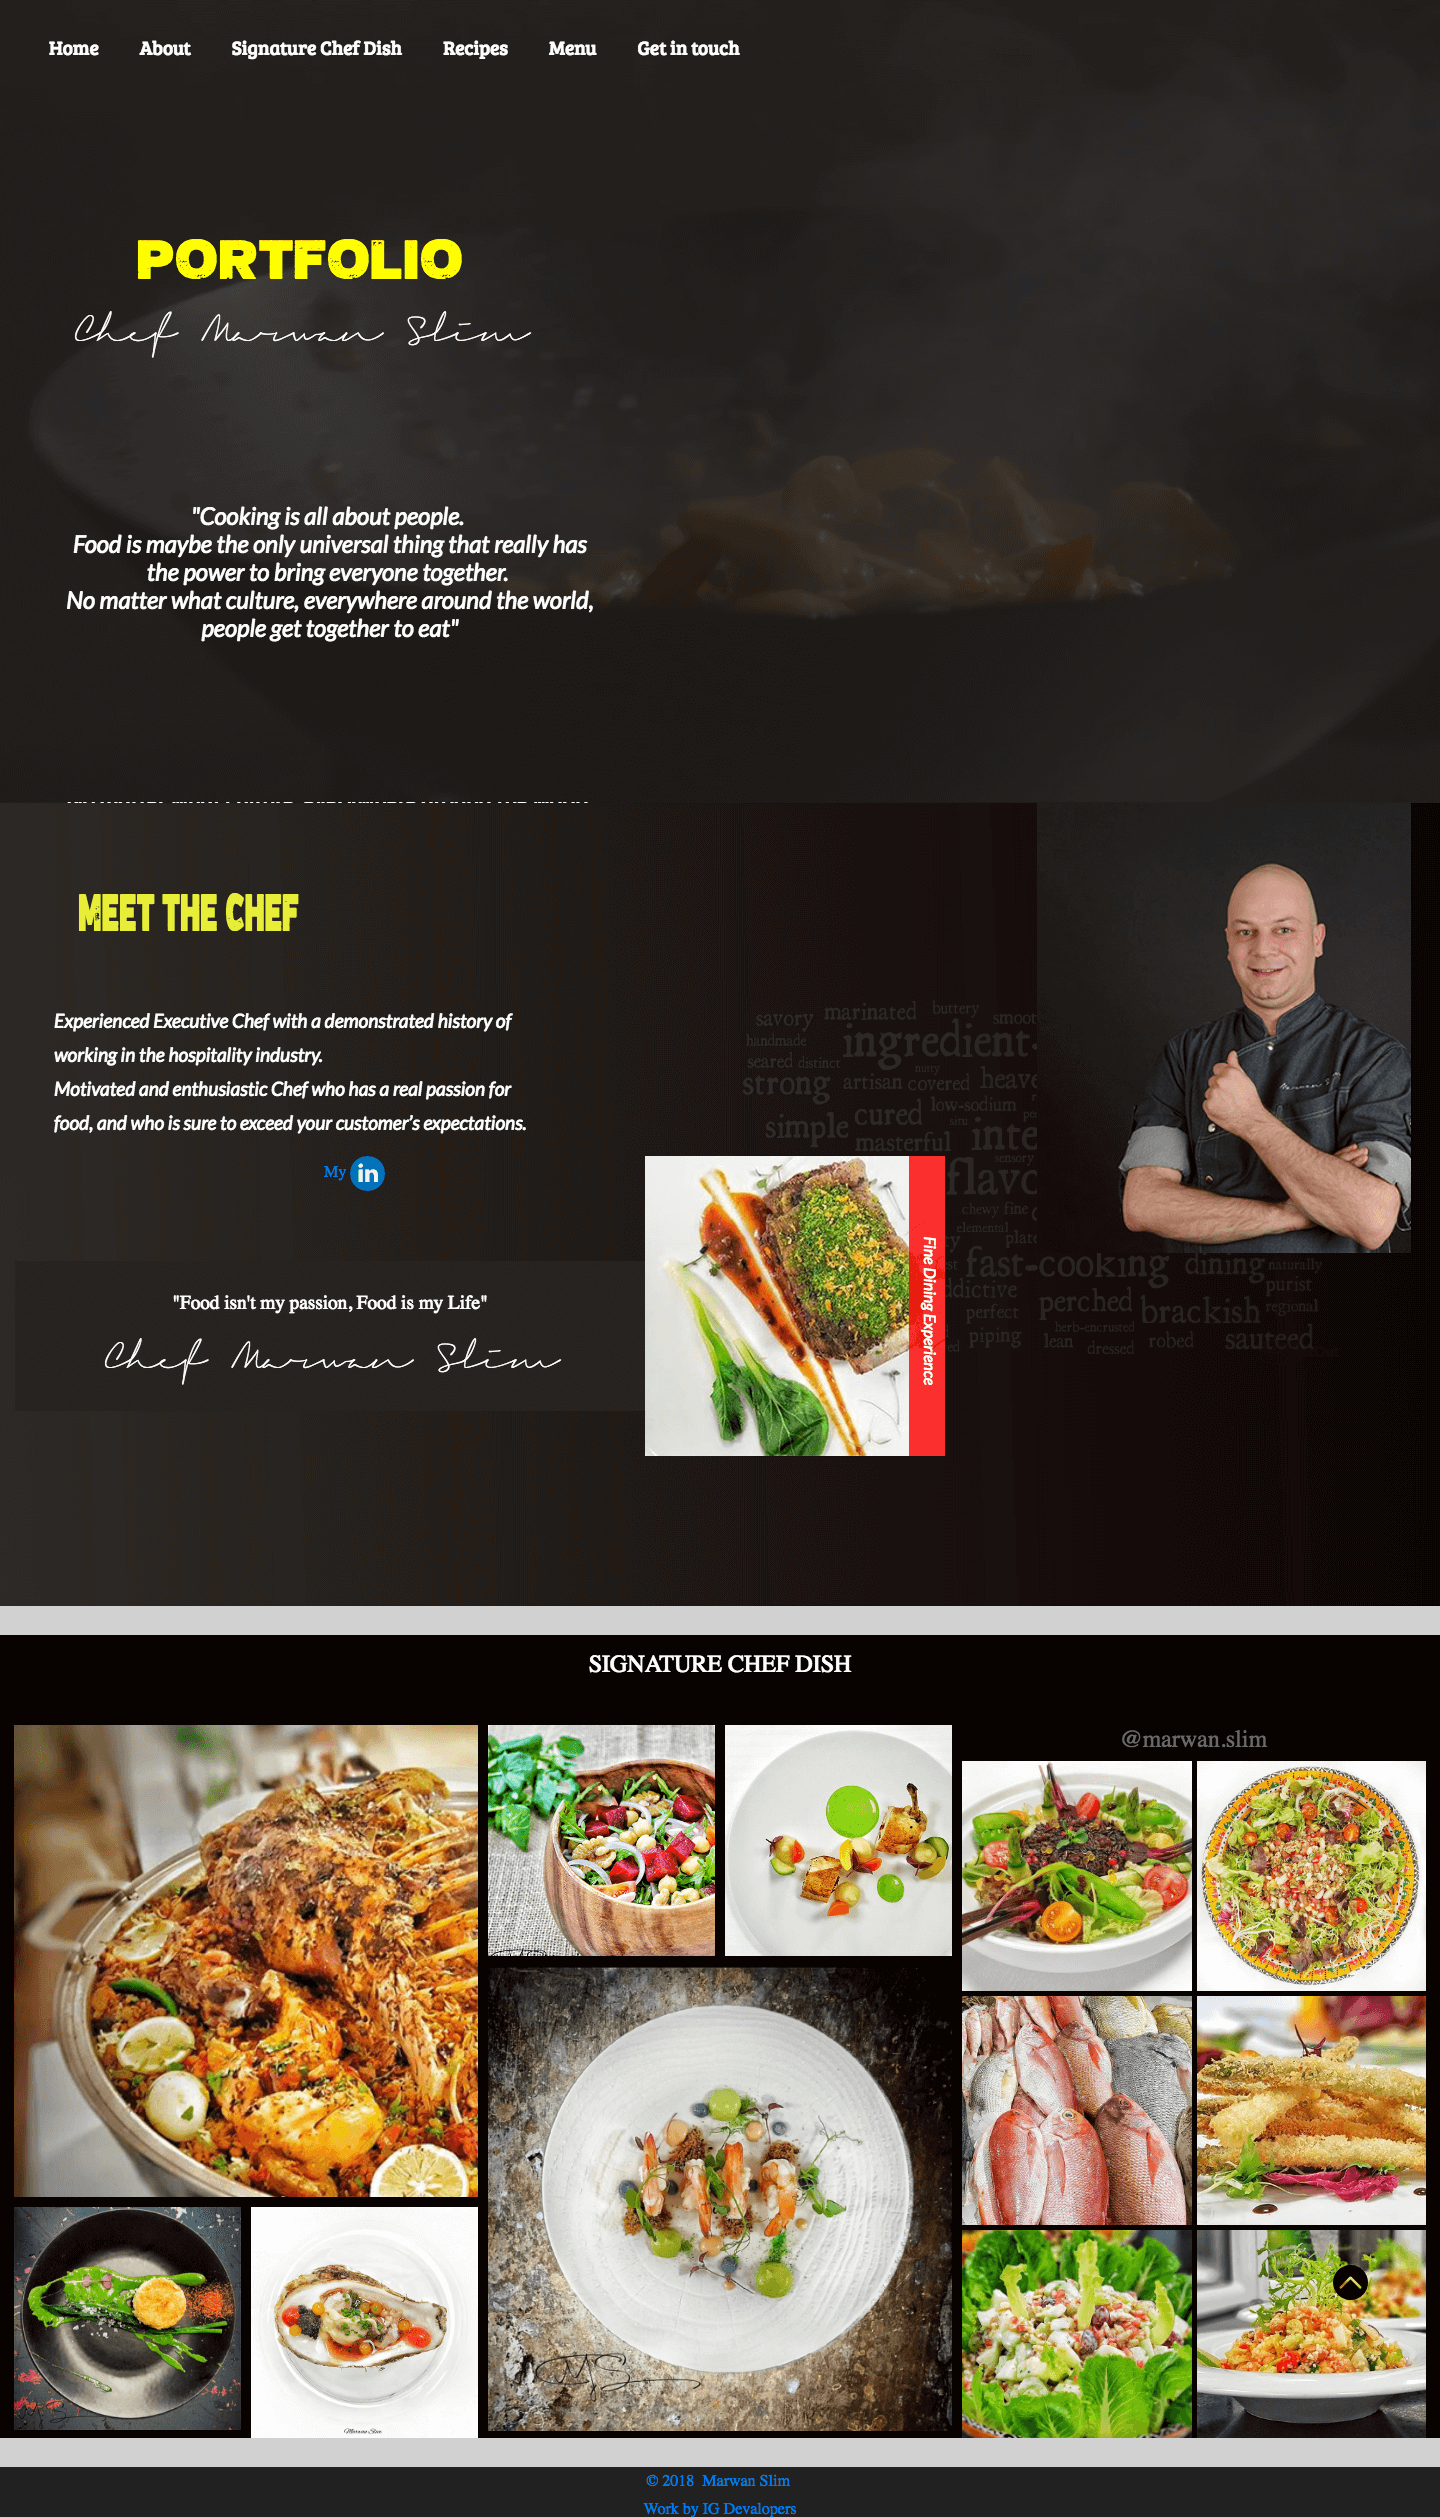 Home About Signature Chef Dish Recipes Menu Get in touch
PORTFOLIO
Chef Marwan Slim
"Cooking is all about people.
Food is maybe the only universal thing that really has
the power to bring everyone together.
No matter what culture, everywhere around the world,
people get together to eat"
MEET THE CHEF
Experienced Executive Chef with a demonstrated history of
working in the hospitality industry.
Motivated and enthusiastic Chef who has a real passion for
food, and who is sure to exceed your customer’s expectations.
My in
savory marinated buttery
handmade ingredient-
seared distinct
nutty
strong artisan covered
cured low-sodium
simple masterful
sensory
chewy fine
elemental
fast-cooking dining naturally
purist
perfect perched brackish regional
herb-encrusted
piping lean dressed robed sauteed
Fine Dining Experience
"Food isn't my passion, Food is my Life"
Chef Marwan Slim
SIGNATURE CHEF DISH
@marwan.slim
Marwan Slim
© 2018 Marwan Slim
Work by IG Devalopers